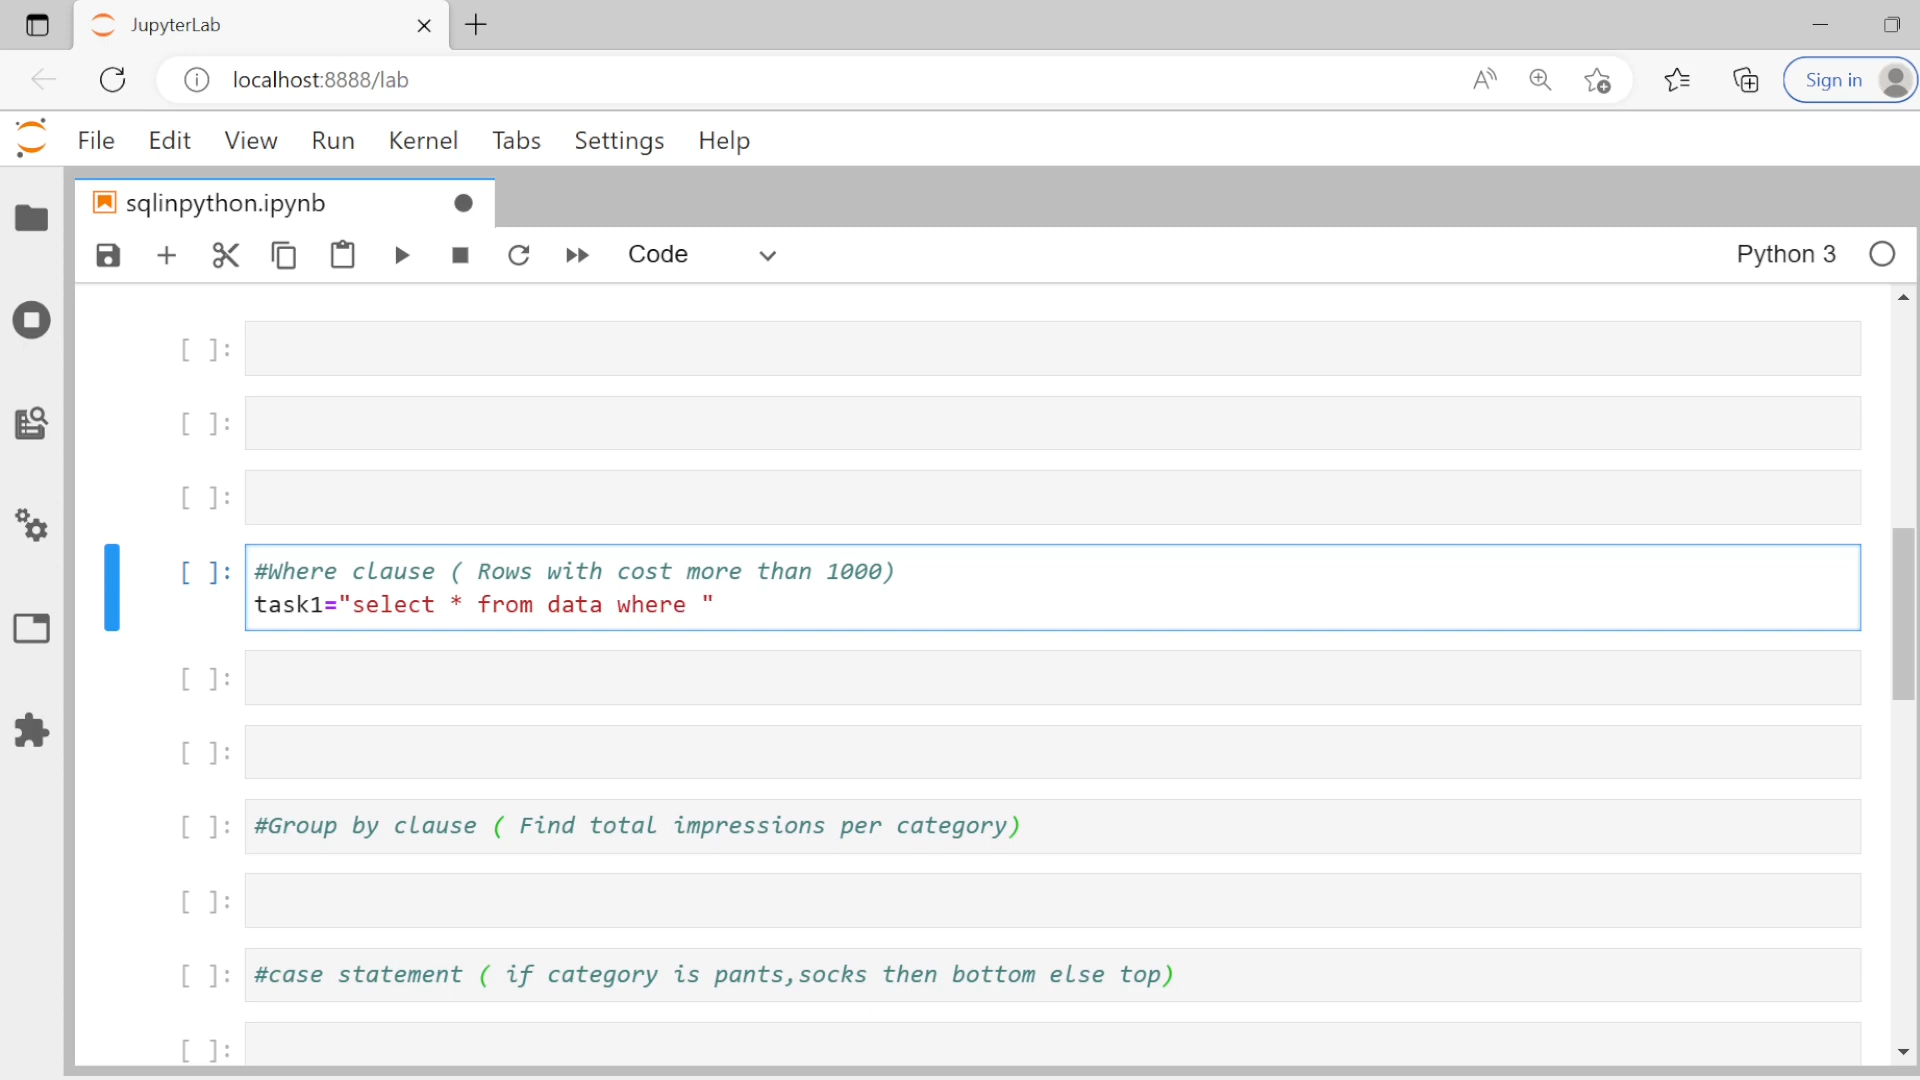 JupyterLab
localhost:8888/lab
Sign in
File Edit View Run Kernel Tabs Settings Help
sqlinpython.ipynb
Code
Python 3
[ ]:
[ ]:
[ ]:
[ ]: #Where clause ( Rows with cost more than 1000)
task1="select * from data where "
[ ]:
[ ]:
[ ]: #Group by clause ( Find total impressions per category)
[ ]:
[ ]: #case statement ( if category is pants,socks then bottom else top)
[ ]: